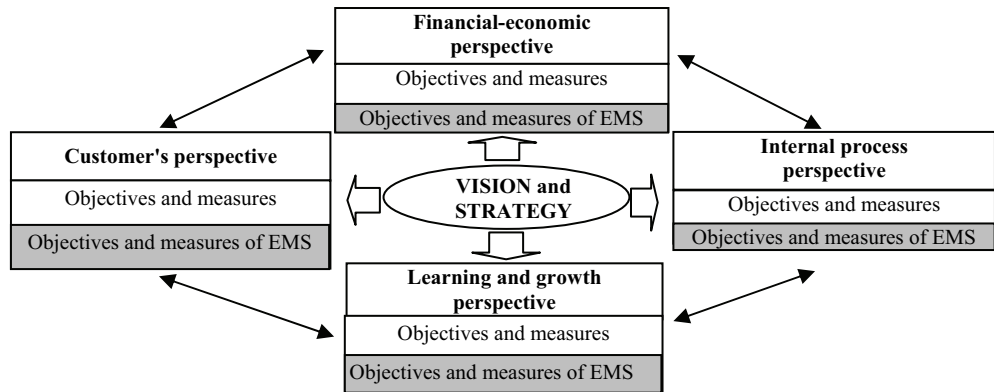 Financial-economic
perspective
Objectives and measures
Objectives and measures of EMS
Customer's perspective
Objectives and measures
Objectives and measures of EMS
VISION and
STRATEGY
Internal process
perspective
Objectives and measures
Objectives and measures of EMS
Learning and growth
perspective
Objectives and measures
Objectives and measures of EMS